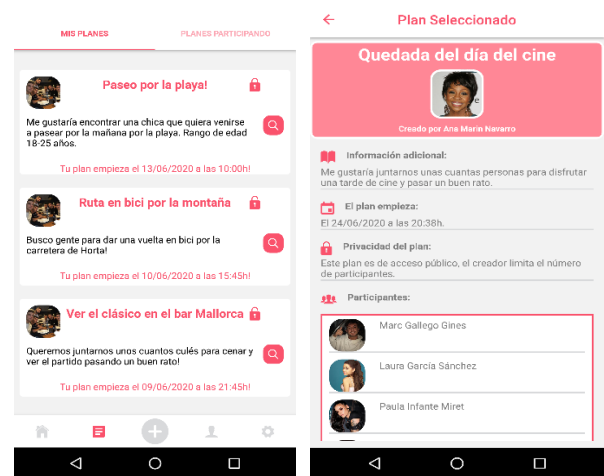 MIS PLANES
PLANES PARTICIPANDO
Paseo por la playa!
Me gustaría encontrar una chica que quiera venirse
a pasear por la mañana por la playa. Rango de edad
18-25 años.
Tu plan empieza el 13/06/2020 a las 10:00h!
Ruta en bici por la montaña
Busco gente para dar una vuelta en bici por la
carretera de Horta!
Tu plan empieza el 10/06/2020 a las 15:45h!
Ver el clásico en el bar Mallorca
Queremos juntarnos unos cuantos culés para cenar y
ver el partido pasando un buen rato!
Tu plan empieza el 09/06/2020 a las 21:45h!
Plan Seleccionado
Quedada del día del cine
Creado por Ana Marin Navarro
Información adicional:
Me gustaría juntarnos unas cuantas personas para disfrutar
una tarde de cine y pasar un buen rato.
El plan empieza:
El 24/06/2020 a las 20:38h.
Privacidad del plan:
Este plan es de acceso público, el creador limita el número
de participantes.
Participantes:
Marc Gallego Gines
Laura García Sánchez
Paula Infante Miret